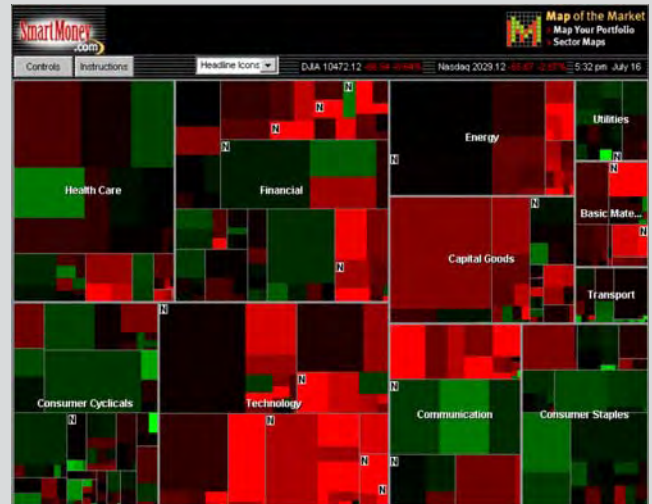 SmartMoney
.com
Map of the Market
Map Your Portfolio
Sector Maps
Controls
Instructions
Headline Icons
DJIA 10472.12
Nasdaq 2029.12
5:32 pm July 16
N
N
N
N
N
Utilities
Energy
N
N
Health Care
Financial
N
Basic Mate...
N
Capital Goods
N
Transport
N
N
N
Consumer Cyclicals
Technology
N
Communication
Consumer Staples
N
N
N
N
N